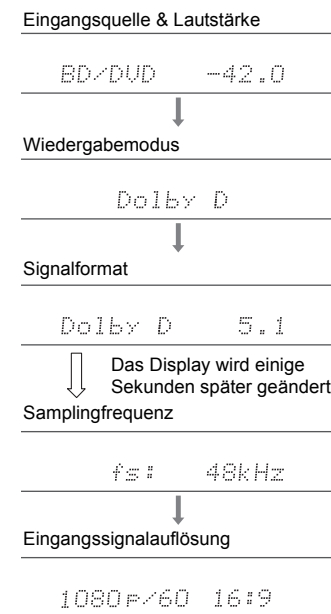 Eingangsquelle & Lautstärke
BD/DVD -42.0
Wiedergabemodus
Dolby D
Signalformat
Dolby D 5.1
Das Display wird einige
Sekunden später geändert
Samplingfrequenz
fs: 48kHz
Eingangssignalauflösung
1080p/60 16:9